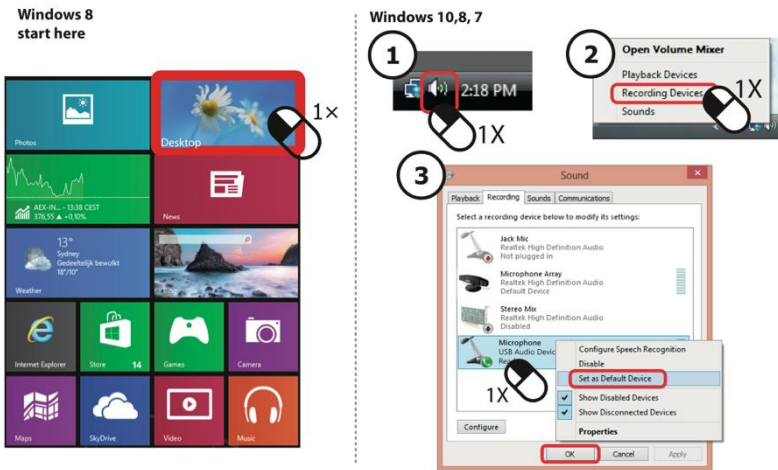 Windows 8
start here
Photos
Desktop
1×
AEX-IN... - 13:38 CEST
376,55 ▲ +0,10%
News
13°
Sydney
Gedeeltelijk bewolkt
18°/10°
Weather
Internet Explorer
Store 14
Games
Camera
Maps
SkyDrive
Video
Music
Windows 10,8, 7
1
2:18 PM
1X
2
Open Volume Mixer
Playback Devices
Recording Devices
Sounds
1X
3
Sound
Playback Recording Sounds Communications
Select a recording device below to modify its settings:
Jack Mic
Realtek High Definition Audio
Not plugged in
Microphone Array
Realtek High Definition Audio
Default Device
Stereo Mix
Realtek High Definition Audio
Disabled
Microphone
USB Audio Devic
1X
Configure Speech Recognition
Disable
Set as Default Device
Show Disabled Devices
Show Disconnected Devices
Properties
Configure
OK Cancel Apply